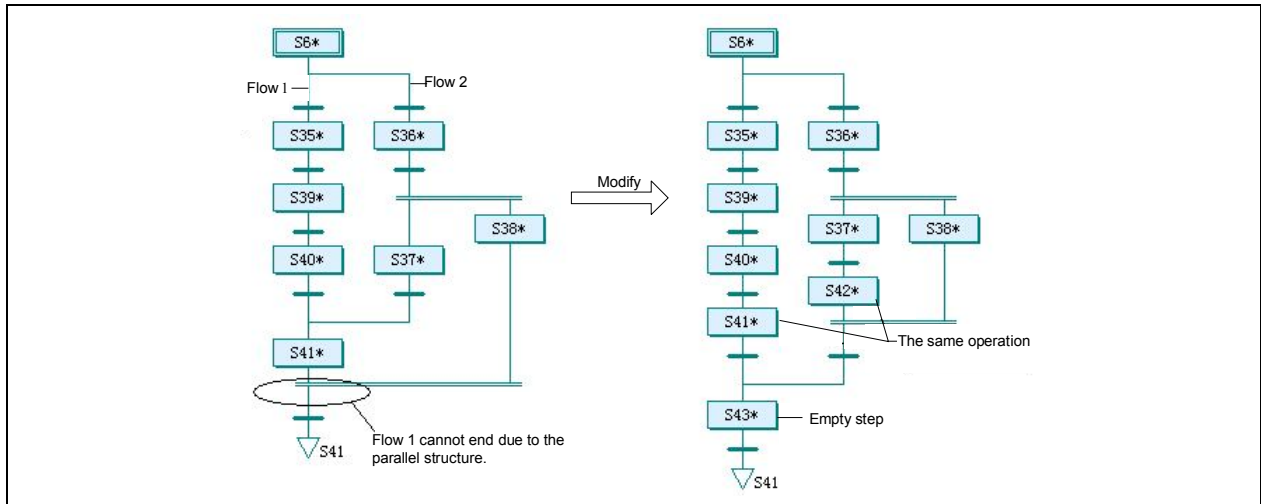 S6*
Flow 1
Flow 2
S35*
S36*
S39*
S38*
S40*
S37*
S41*
Flow 1 cannot end due to the
parallel structure.
S41
Modify
S6*
S35*
S36*
S39*
S37*
S38*
S40*
S42*
S41*
The same operation
S43*
Empty step
S41